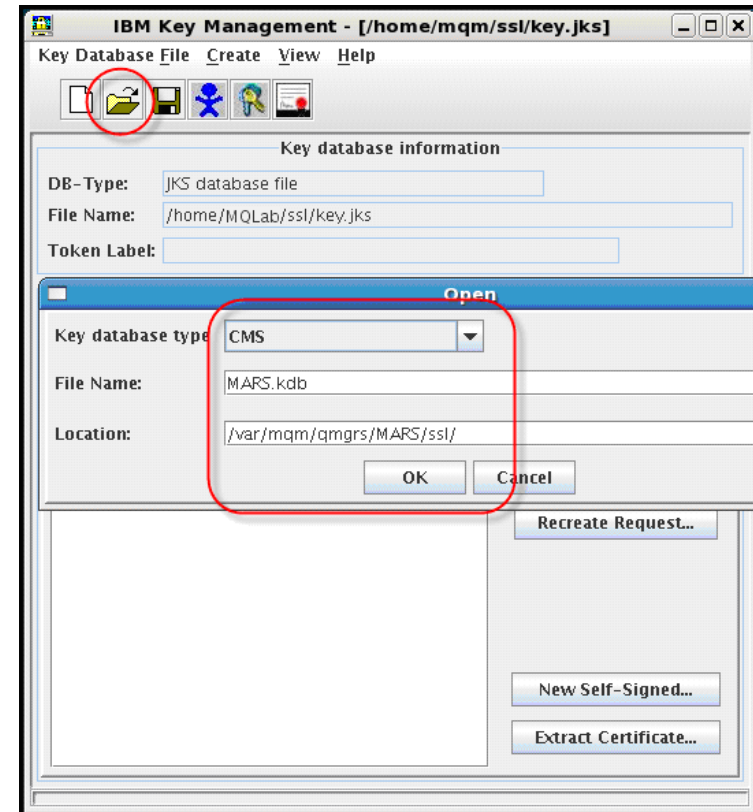 IBM Key Management - [/home/mqm/ssl/key.jks]
Key Database File Create View Help
Key database information
DB-Type: JKS database file
File Name: /home/MQLab/ssl/key.jks
Token Label:
Open
Key database type CMS
File Name: MARS.kdb
Location: /var/mqm/qmgrs/MARS/ssl/
OK Cancel
Recreate Request...
New Self-Signed...
Extract Certificate...